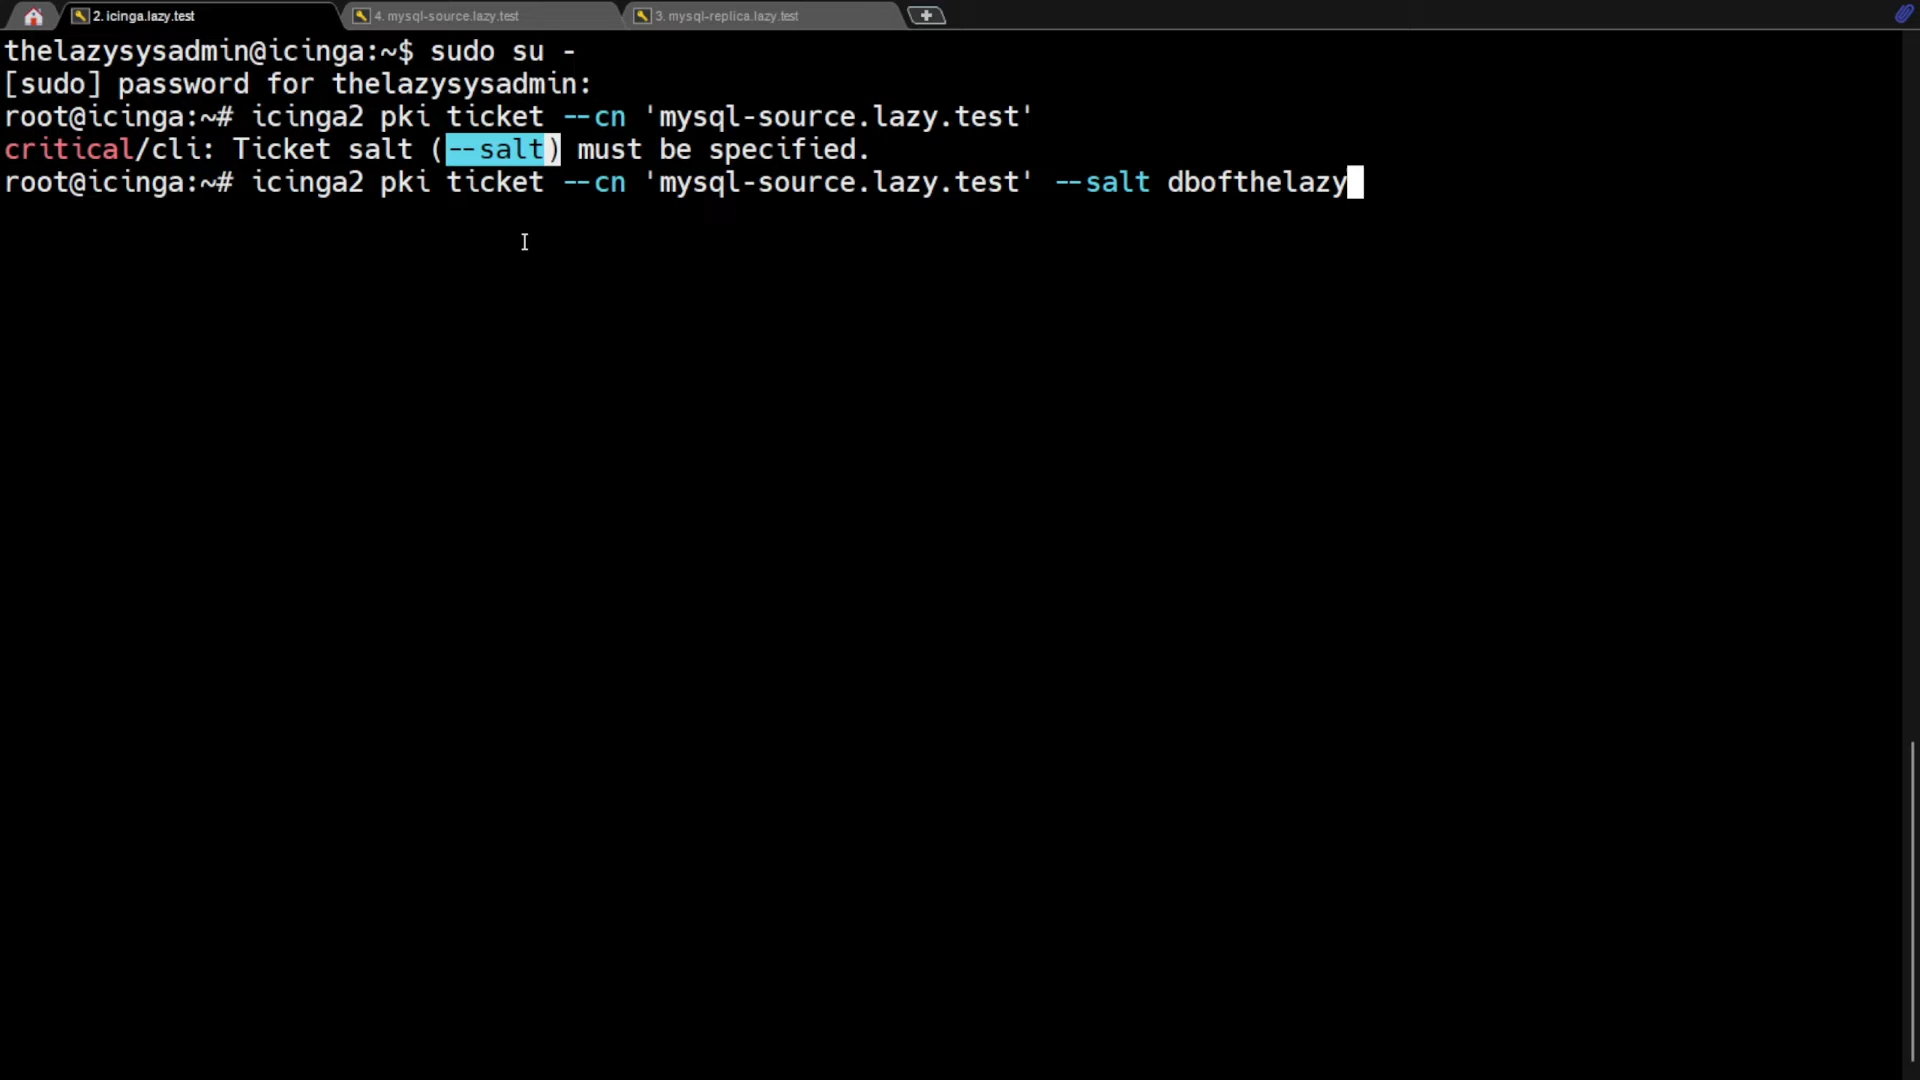 2. icinga.lazy.test
4. mysql-source.lazy.test
3. mysql-replica.lazy.test
thelazysysadmin@icinga:~$ sudo su -
[sudo] password for thelazysysadmin:
root@icinga:~# icinga2 pki ticket --cn 'mysql-source.lazy.test'
critical/cli: Ticket salt (--salt) must be specified.
root@icinga:~# icinga2 pki ticket --cn 'mysql-source.lazy.test' --salt dbofthelazy